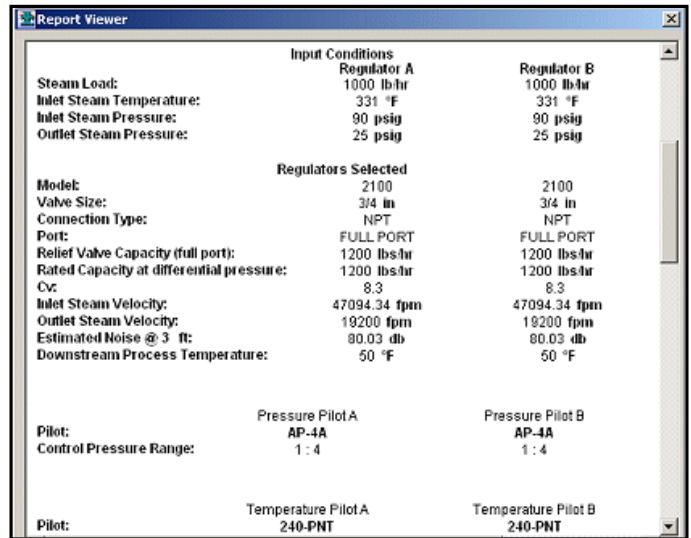 Report Viewer
Input Conditions
Regulator A Regulator B
Steam Load: 1000 lb/hr 1000 lb/hr
Inlet Steam Temperature: 331 °F 331 °F
Inlet Steam Pressure: 90 psig 90 psig
Outlet Steam Pressure: 25 psig 25 psig
Regulators Selected
Model: 2100 2100
Valve Size: 3/4 in 3/4 in
Connection Type: NPT NPT
Port: FULL PORT FULL PORT
Relief Valve Capacity (full port): 1200 lbs/hr 1200 lbs/hr
Rated Capacity at differential pressure: 1200 lbs/hr 1200 lbs/hr
Cv: 8.3 8.3
Inlet Steam Velocity: 47094.34 fpm 47094.34 fpm
Outlet Steam Velocity: 19200 fpm 19200 fpm
Estimated Noise @ 3 ft: 80.03 db 80.03 db
Downstream Process Temperature: 50 °F 50 °F
Pressure Pilot A Pressure Pilot B
Pilot: AP-4A AP-4A
Control Pressure Range: 1 : 4 1 : 4
Temperature Pilot A Temperature Pilot B
Pilot: 240-PNT 240-PNT